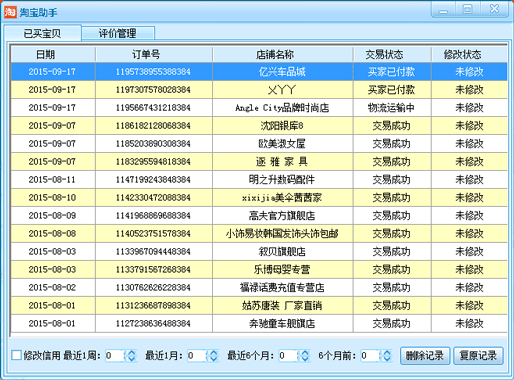 淘 淘宝助手
已买宝贝 评价管理
日期 订单号 店铺名称 交易状态 修改状态
2015-09-17 1195738955388384 亿兴车品城 买家已付款 未修改
2015-09-17 1197307578028384 乂丫丫 买家已付款 未修改
2015-09-17 1195667431218384 Angle City品牌时尚店 物流运输中 未修改
2015-09-07 1186182128068384 沈阳银库8 交易成功 未修改
2015-09-07 1185203890308384 欧美淑女屋 交易成功 未修改
2015-09-07 1183295594818384 逐 雅 家 具 交易成功 未修改
2015-08-11 1147199243848384 明之升数码配件 交易成功 未修改
2015-08-10 1142330472088384 xixijia美伞茜茜家 交易成功 未修改
2015-08-09 1141968869688384 高夫官方旗舰店 交易成功 未修改
2015-08-08 1140523751578384 小饰易妆韩国发饰头饰包邮 交易成功 未修改
2015-08-03 1133967094448384 叙贝旗舰店 交易成功 未修改
2015-08-03 1133791567268384 乐博母婴专营 交易成功 未修改
2015-08-02 1130762626228384 福禄话费充值专营店 交易成功 未修改
2015-08-01 1131236687898384 姑苏唐装 厂家直销 交易成功 未修改
2015-08-01 1127238636488384 奔驰童车舰旗店 交易成功 未修改
修改信用 最近1周: 0 最近1月: 0 最近6个月: 0 6个月前: 0 删除记录 复原记录